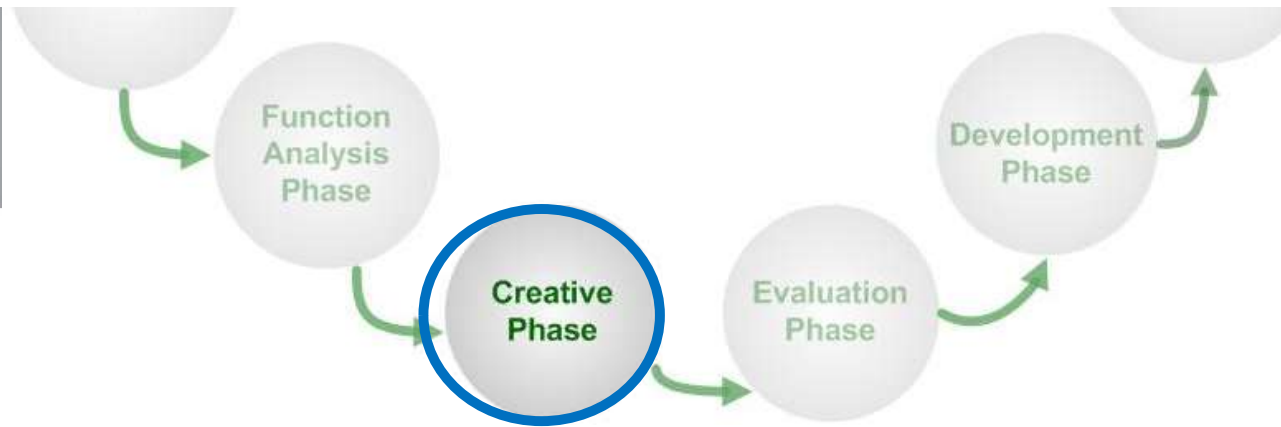 Function
Analysis
Phase
Creative
Phase
Evaluation
Phase
Development
Phase